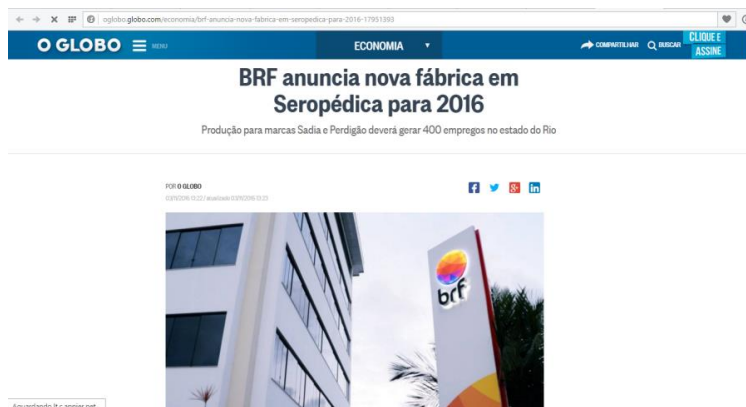 oglobo.globo.com/economia/brf-anuncia-nova-fabrica-em-seropedica-para-2016-17951393
O GLOBO MENU ECONOMIA COMPARTILHAR BUSCAR CLIQUE E
ASSINE
BRF anuncia nova fábrica em
Seropédica para 2016
Produção para marcas Sadia e Perdigão deverá gerar 400 empregos no estado do Rio
POR O GLOBO
brf